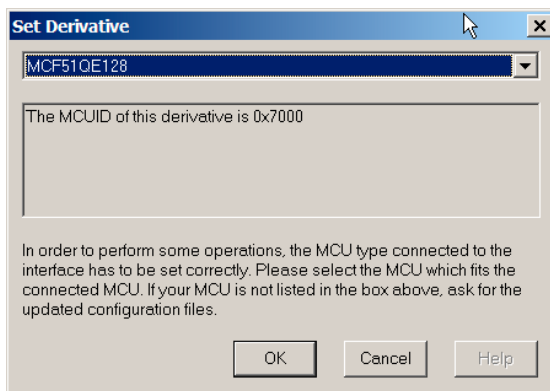 Set Derivative
MCF51QE128
The MCUID of this derivative is 0x7000
In order to perform some operations, the MCU type connected to the
interface has to be set correctly. Please select the MCU which fits the
connected MCU. If your MCU is not listed in the box above, ask for the
updated configuration files.
OK Cancel Help